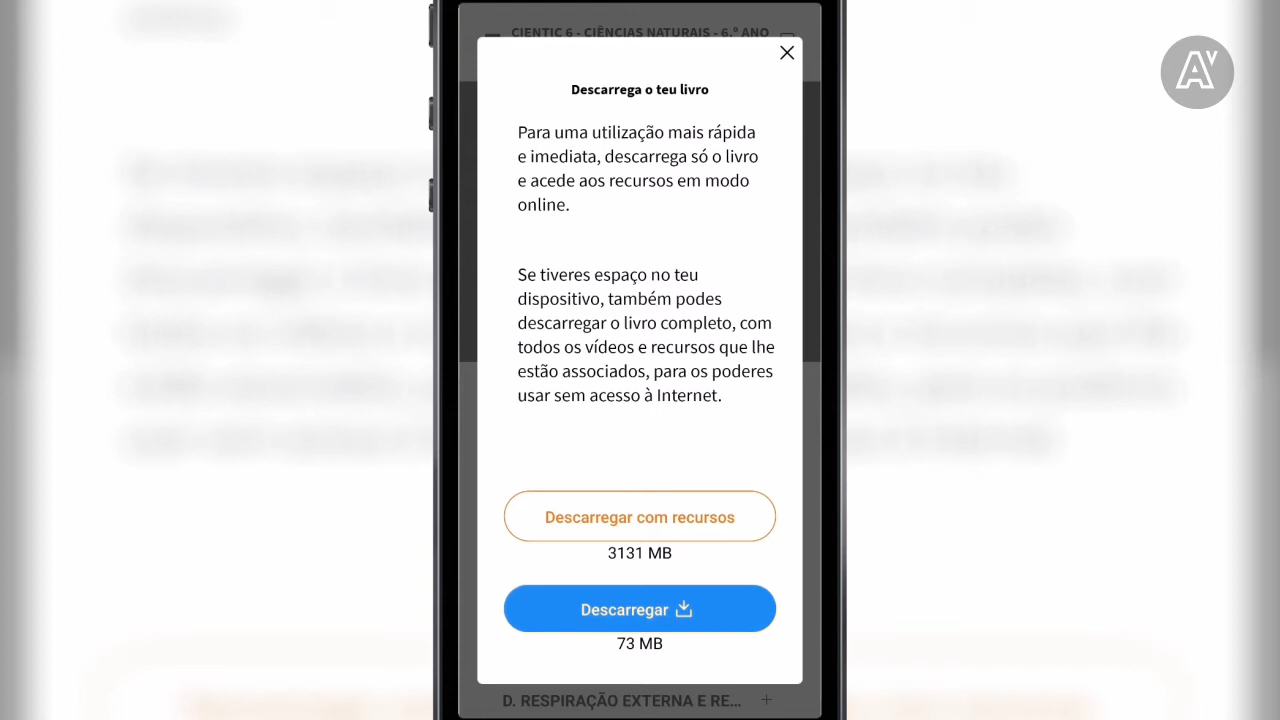 CIENTIC 6 - CIÊNCIAS NATURAIS - 6.º ANO
Descarrega o teu livro
Para uma utilização mais rápida
e imediata, descarrega só o livro
e acede aos recursos em modo
online.
Se tiveres espaço no teu
dispositivo, também podes
descarregar o livro completo, com
todos os vídeos e recursos que lhe
estão associados, para os poderes
usar sem acesso à Internet.
Descarregar com recursos
3131 MB
Descarregar
73 MB
D. RESPIRAÇÃO EXTERNA E RE...
AV